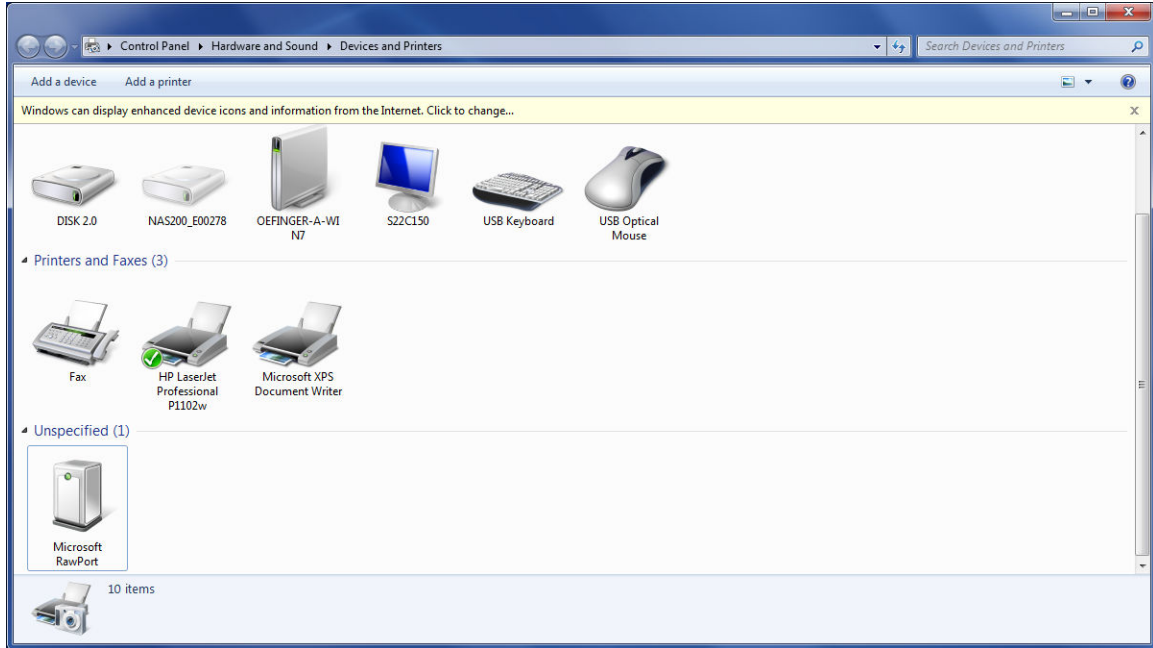 Control Panel ▸ Hardware and Sound ▸ Devices and Printers
Search Devices and Printers
Add a device Add a printer
Windows can display enhanced device icons and information from the Internet. Click to change...
DISK 2.0
NAS200_E00278
OEFINGER-A-WI
N7
S22C150
USB Keyboard
USB Optical
Mouse
Printers and Faxes (3)
Fax
HP LaserJet
Professional
P1102w
Microsoft XPS
Document Writer
Unspecified (1)
Microsoft
RawPort
10 items